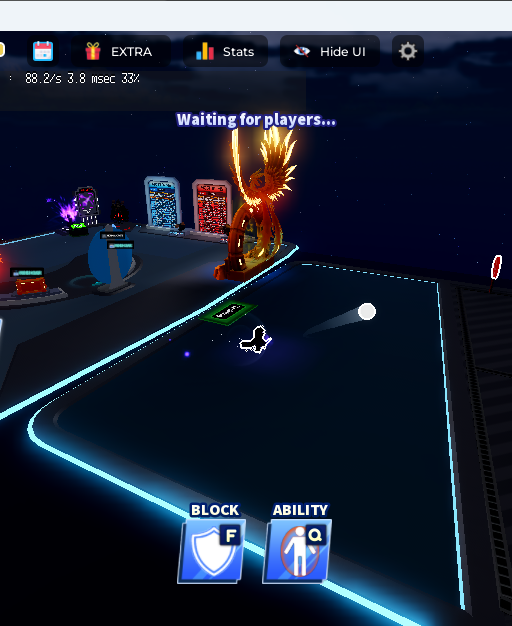 EXTRA
Stats
Hide UI
: 88.2/s 3.8 msec 33%
Waiting for players...
BLOCK
ABILITY
F
Q